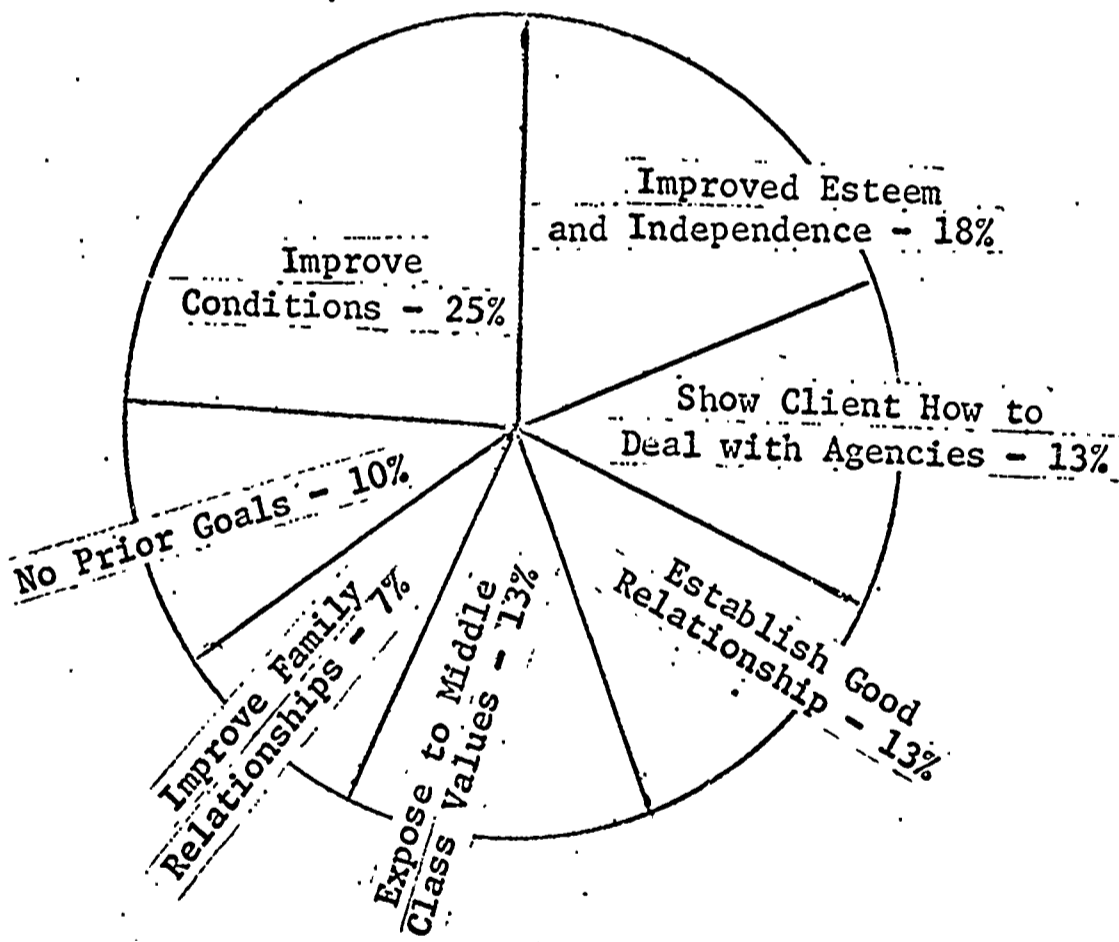 Improved Esteem
and Independence - 18%
Improve
Conditions - 25%
Show Client How to
Deal with Agencies - 13%
No Prior Goals - 10%
Establish Good
Relationship - 13%
Improve Family
Relationships - 7%
Expose to Middle
Class Values - 13%